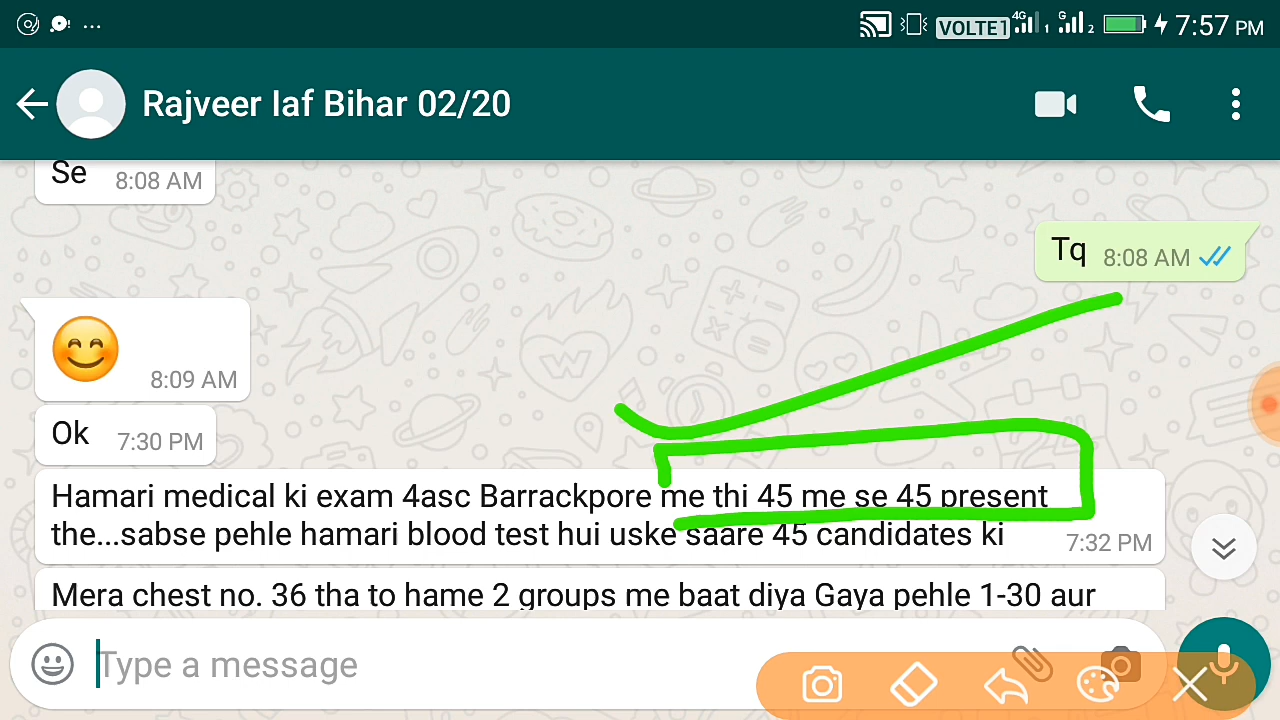 VOLTE1 4G 1 G 2 7:57 PM
Rajveer Iaf Bihar 02/20
Se 8:08 AM
Tq 8:08 AM
😊 8:09 AM
Ok 7:30 PM
Hamari medical ki exam 4asc Barrackpore me thi 45 me se 45 present
the...sabse pehle hamari blood test hui uske saare 45 candidates ki 7:32 PM
Mera chest no. 36 tha to hame 2 groups me baat diya Gaya pehle 1-30 aur
Type a message